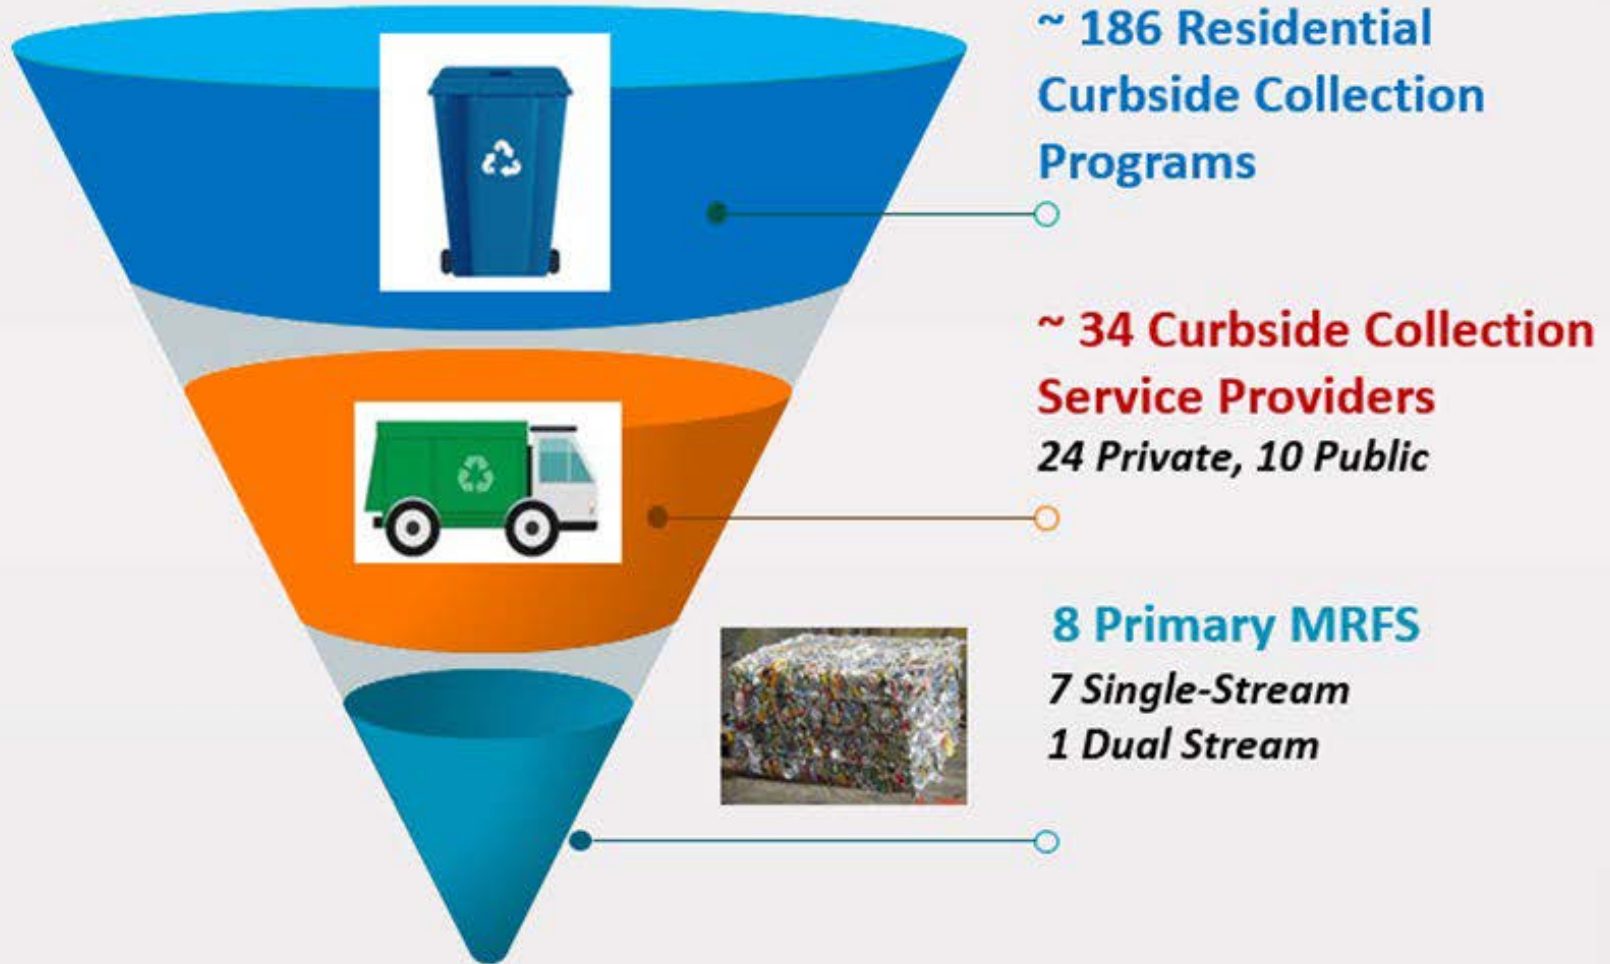 ~ 186 Residential
Curbside Collection
Programs
~ 34 Curbside Collection
Service Providers
24 Private, 10 Public
8 Primary MRFS
7 Single-Stream
1 Dual Stream